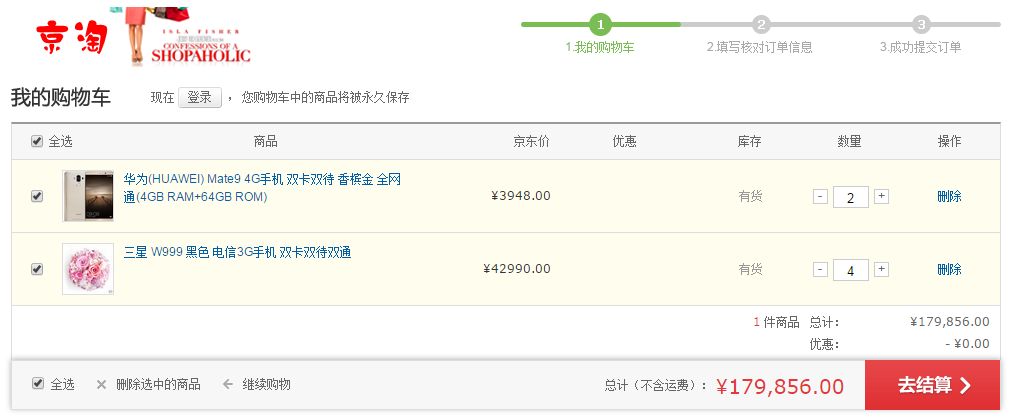 京淘
ISLA FISHER
CONFESSIONS OF A
SHOPAHOLIC
1 2 3
1.我的购物车 2.填写核对订单信息 3.成功提交订单
我的购物车 现在 登录 ，您购物车中的商品将被永久保存
全选 商品 京东价 优惠 库存 数量 操作
华为(HUAWEI) Mate9 4G手机 双卡双待 香槟金 全网
通(4GB RAM+64GB ROM) ¥3948.00 有货 - 2 + 删除
三星 W999 黑色 电信3G手机 双卡双待双通 ¥42990.00 有货 - 4 + 删除
1 件商品 总计： ¥179,856.00
优惠： - ¥0.00
全选 删除选中的商品 继续购物 总计（不含运费）： ¥179,856.00 去结算